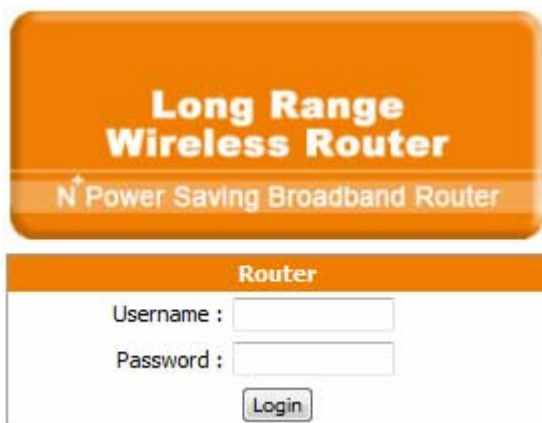 Long Range
Wireless Router
N+ Power Saving Broadband Router
Router
Username :
Password :
Login